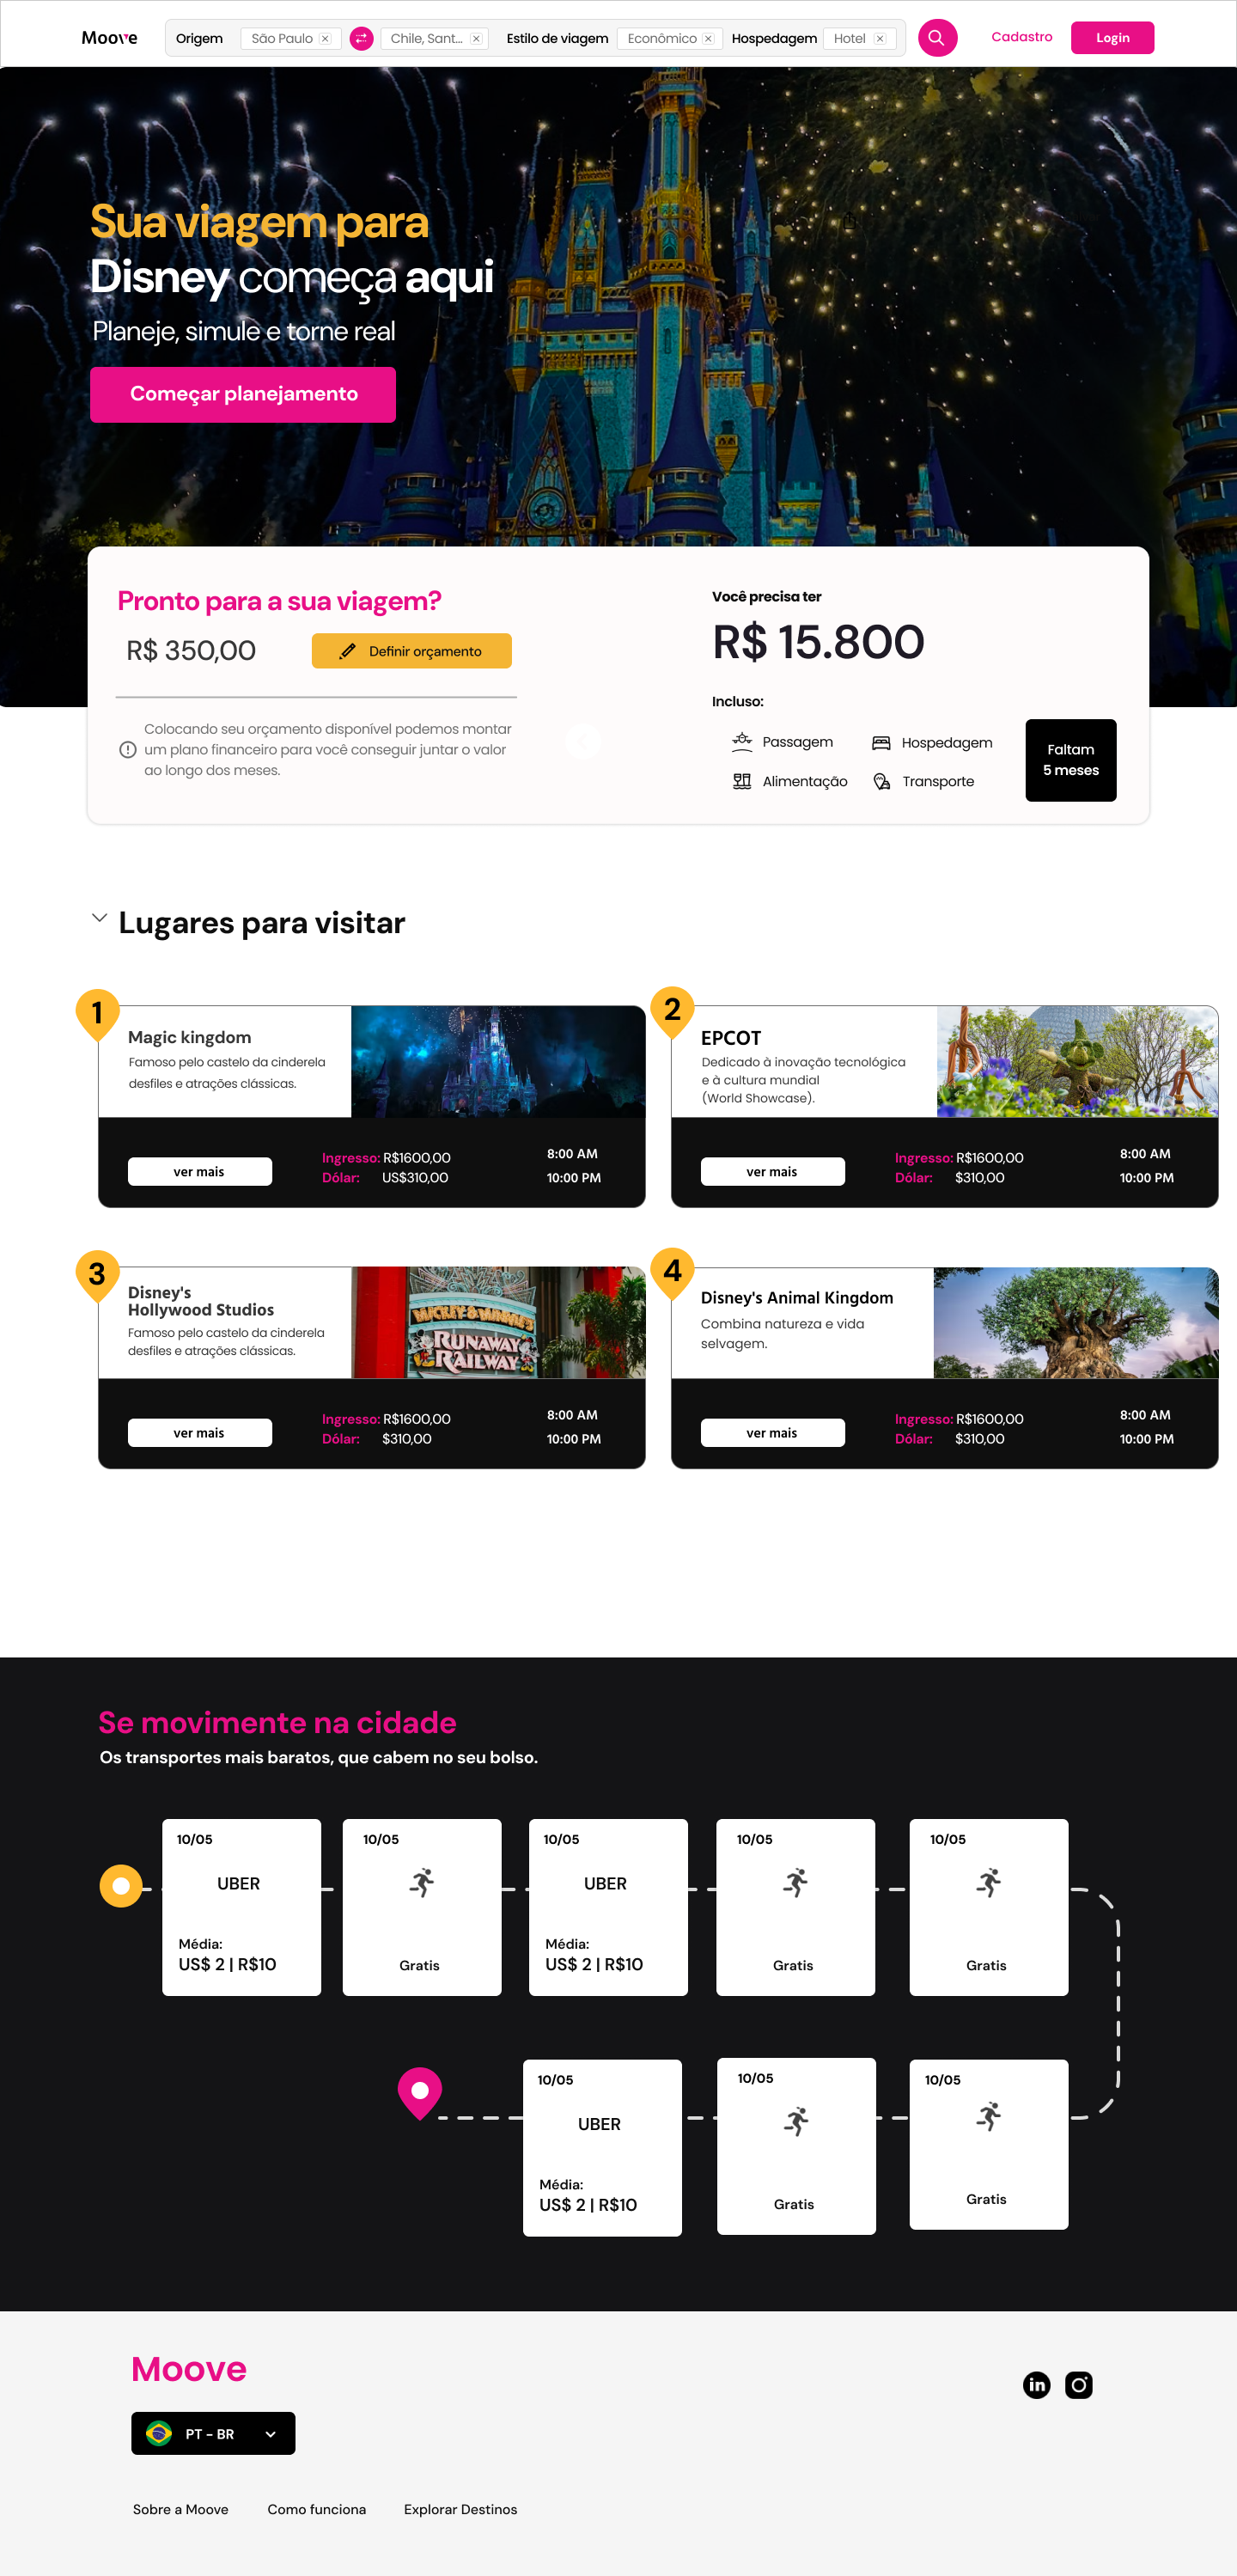 Moove
Origem São Paulo Chile, Sant... Estilo de viagem Econômico Hospedagem Hotel
Cadastro
Login
Sua viagem para
Disney começa aqui
Planeje, simule e torne real
Começar planejamento
Pronto para a sua viagem?
R$ 350,00
Definir orçamento
Colocando seu orçamento disponível podemos montar
um plano financeiro para você conseguir juntar o valor
ao longo dos meses.
Você precisa ter
R$ 15.800
Incluso:
Passagem
Hospedagem
Alimentação
Transporte
Faltam
5 meses
Lugares para visitar
1
Magic kingdom
Famoso pelo castelo da cinderela
desfiles e atrações clássicas.
ver mais
Ingresso: R$1600,00
Dólar: US$310,00
8:00 AM
10:00 PM
2
EPCOT
Dedicado à inovação tecnológica
e à cultura mundial
(World Showcase).
ver mais
Ingresso: R$1600,00
Dólar: $310,00
8:00 AM
10:00 PM
3
Disney's
Hollywood Studios
Famoso pelo castelo da cinderela
desfiles e atrações clássicas.
MICKEY & MINNIE'S
RUNAWAY
RAILWAY
ver mais
Ingresso: R$1600,00
Dólar: $310,00
8:00 AM
10:00 PM
4
Disney's Animal Kingdom
Combina natureza e vida
selvagem.
ver mais
Ingresso: R$1600,00
Dólar: $310,00
8:00 AM
10:00 PM
Se movimente na cidade
Os transportes mais baratos, que cabem no seu bolso.
10/05
UBER
Média:
US$ 2 | R$10
10/05
Gratis
10/05
UBER
Média:
US$ 2 | R$10
10/05
Gratis
10/05
Gratis
10/05
UBER
Média:
US$ 2 | R$10
10/05
Gratis
10/05
Gratis
Moove
in
PT - BR
Sobre a Moove
Como funciona
Explorar Destinos